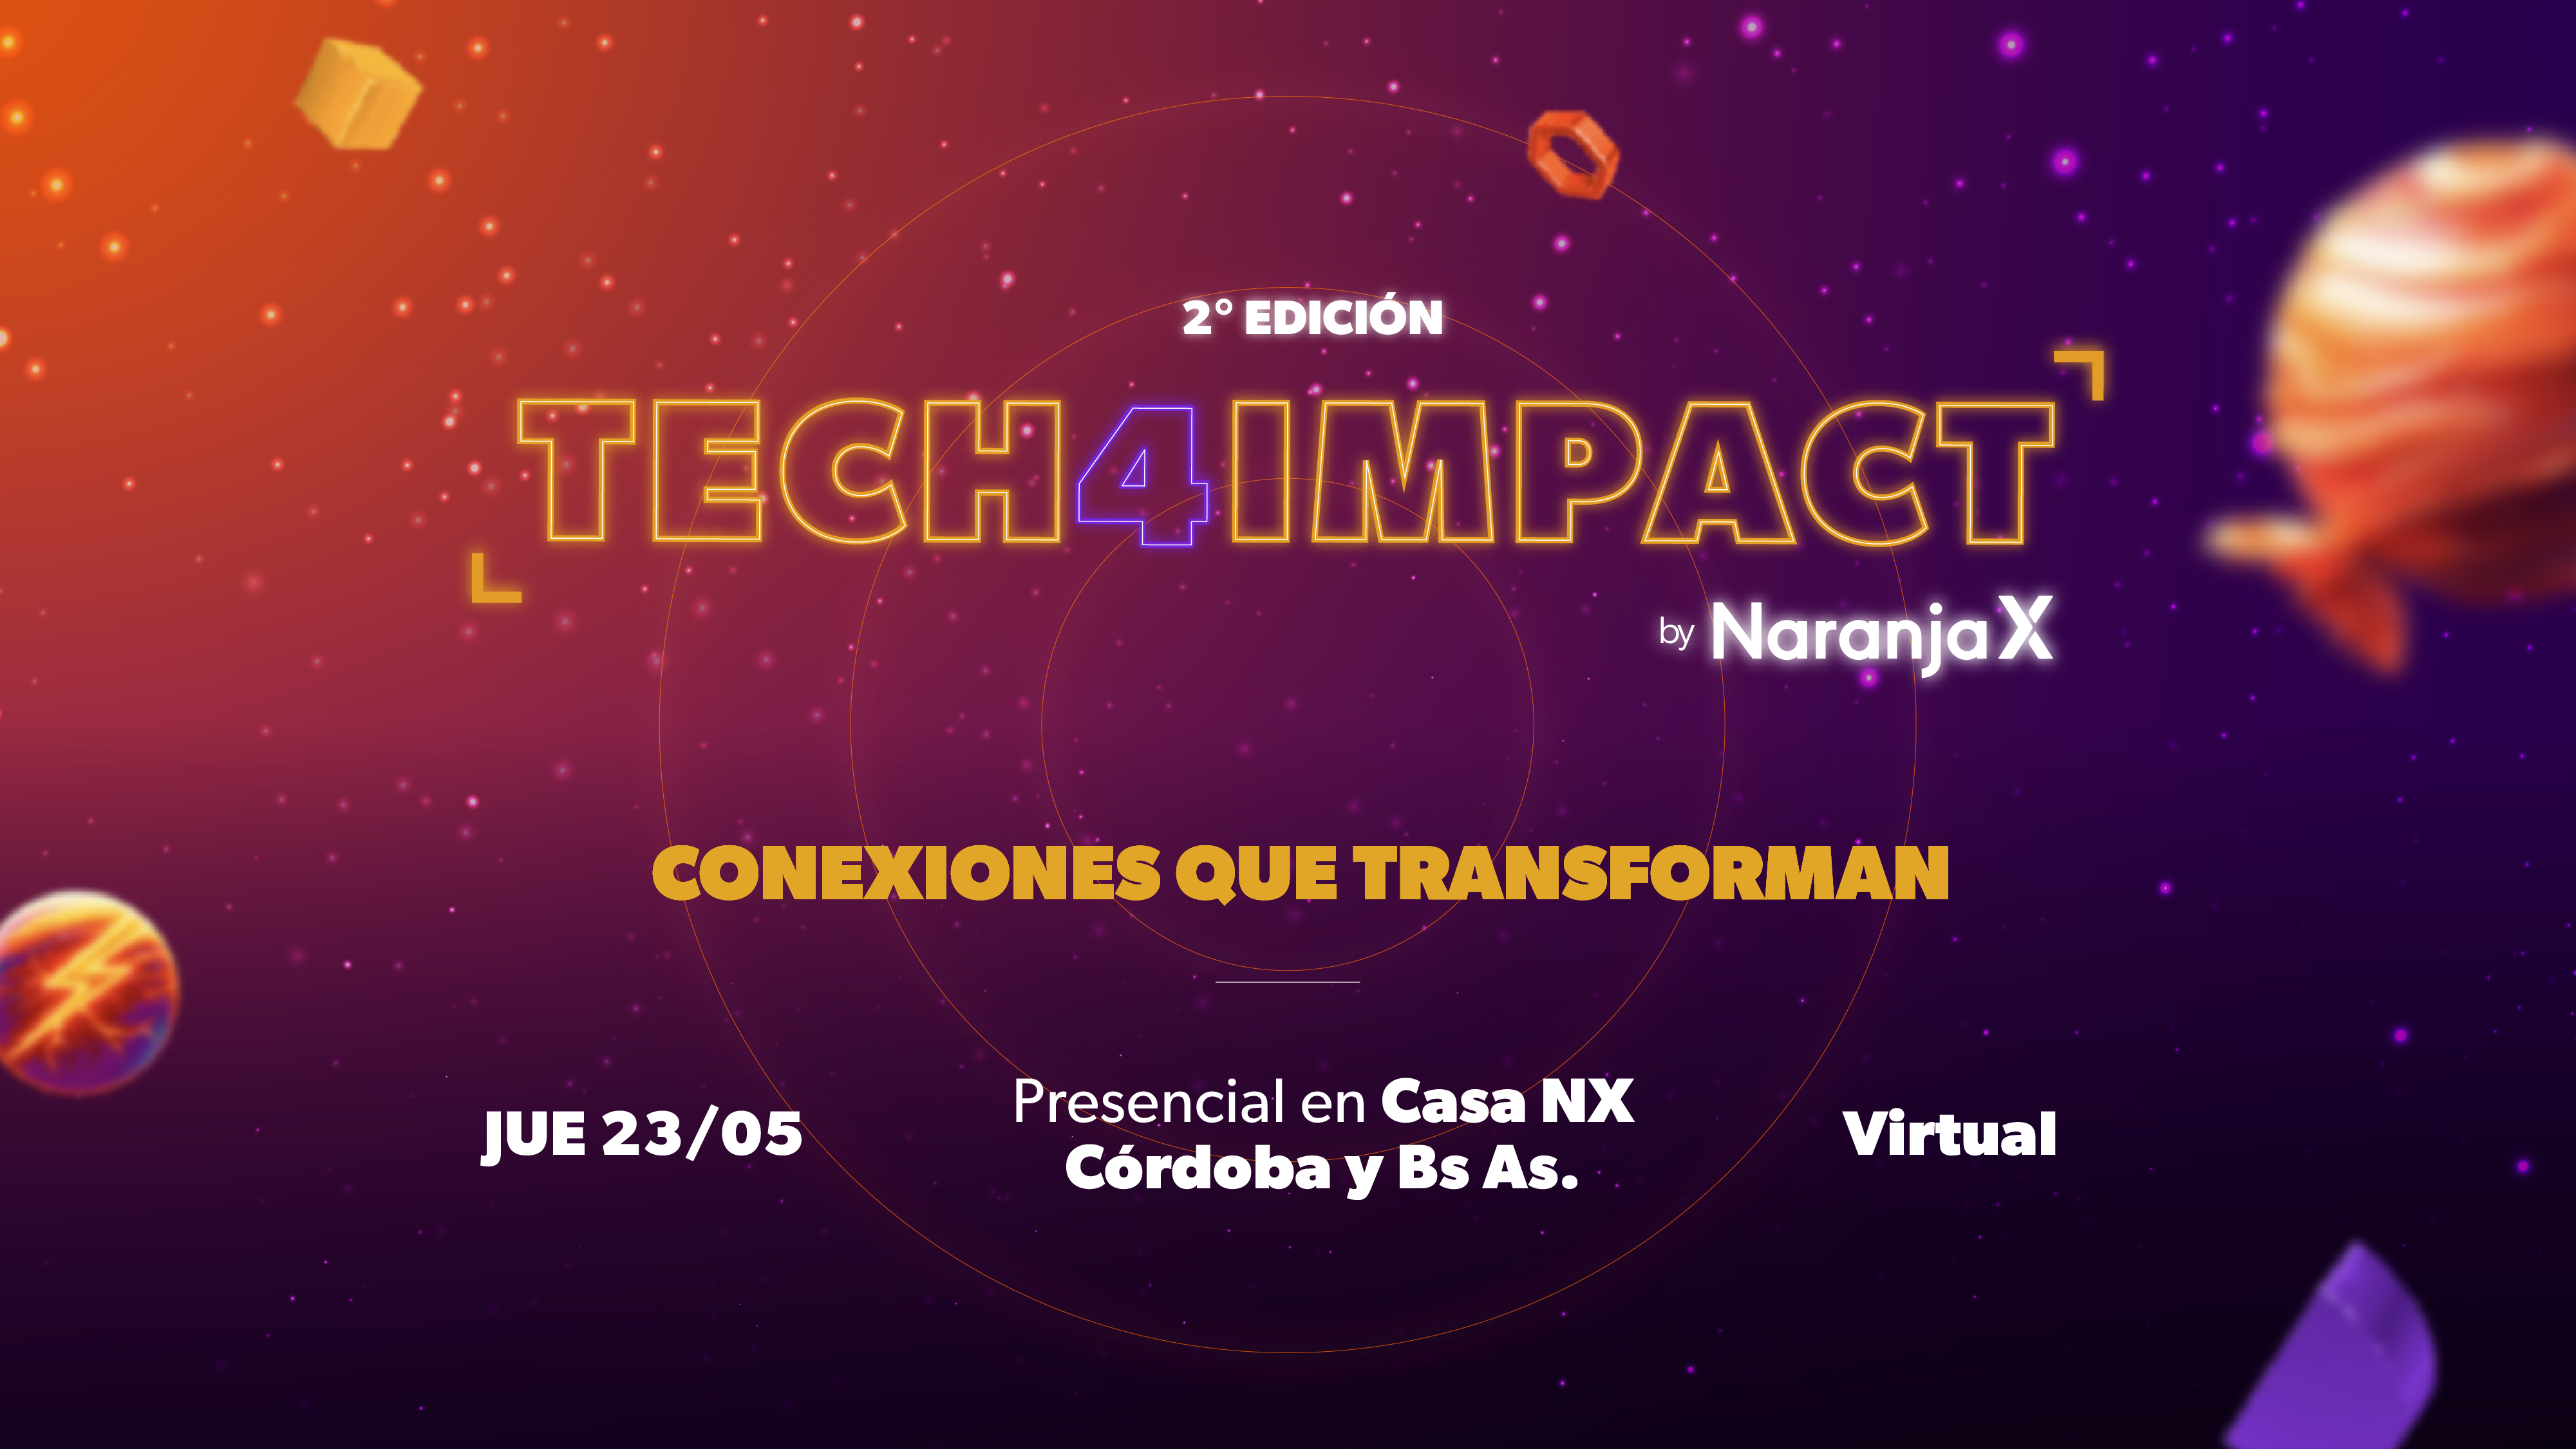 2° EDICIÓN
TECH4IMPACT
by NaranjaX
CONEXIONES QUE TRANSFORMAN
JUE 23/05
Presencial en Casa NX
Córdoba y Bs As.
Virtual